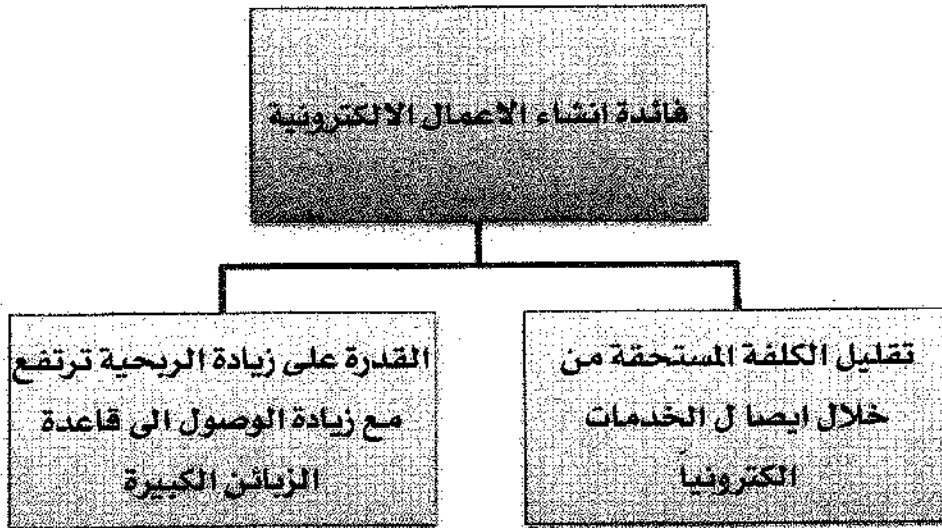 فائدة انشاء الاعمال الالكترونية
تقليل الكلفة المستحقة من
خلال ايصا ل الخدمات
الكترونياً
القدرة على زيادة الربحية ترتفع
مع زيادة الوصول الى قاعدة
الزبائن الكبيرة